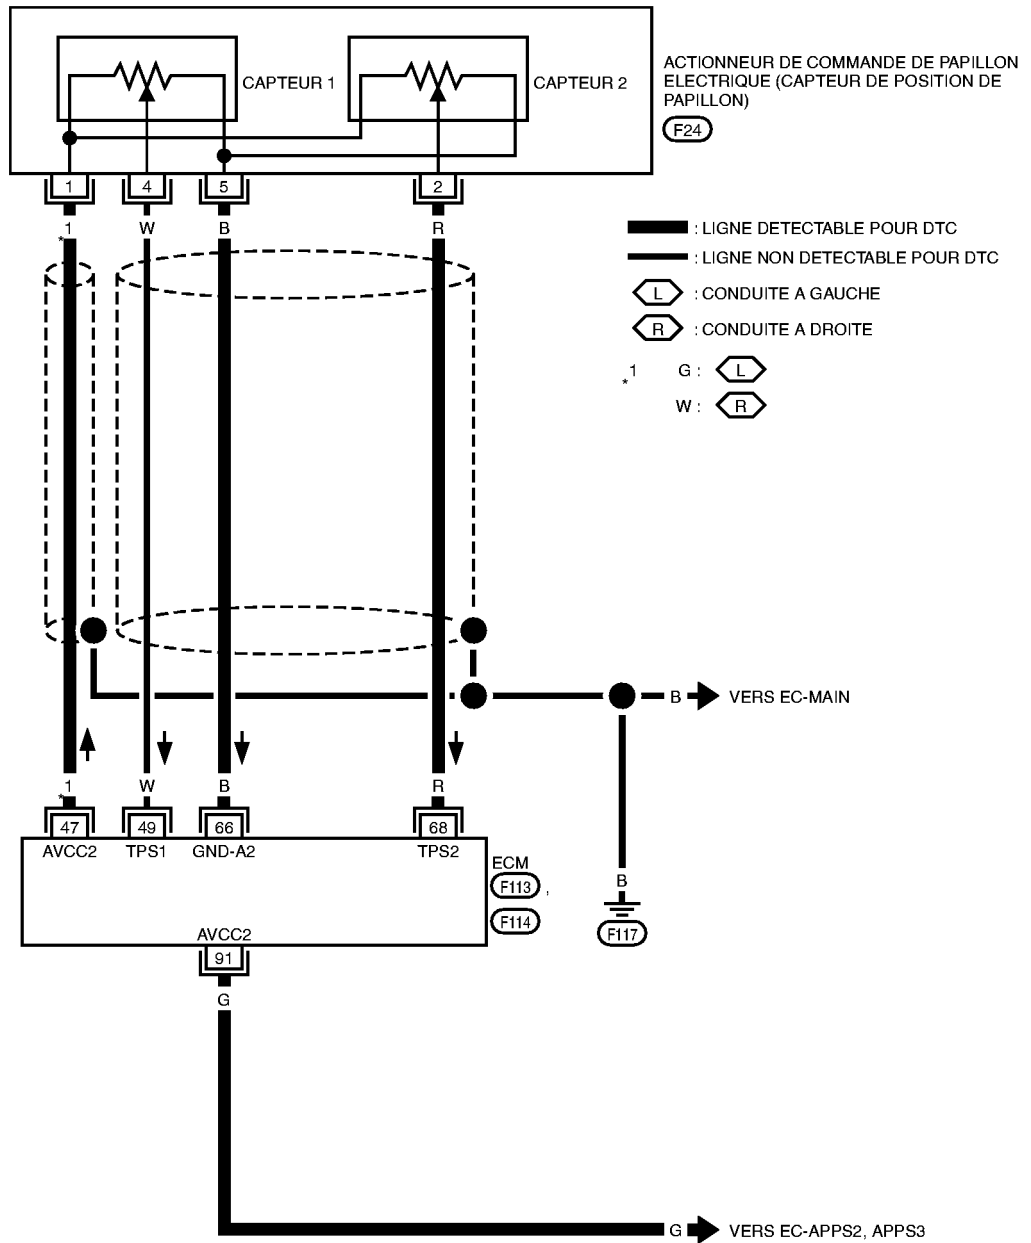 CAPTEUR 1
CAPTEUR 2
ACTIONNEUR DE COMMANDE DE PAPILLON
ELECTRIQUE (CAPTEUR DE POSITION DE
PAPILLON)
F24
1 4 5 2
*1 W B R
: LIGNE DETECTABLE POUR DTC
: LIGNE NON DETECTABLE POUR DTC
L : CONDUITE A GAUCHE
R : CONDUITE A DROITE
*1 G : L
W : R
B VERS EC-MAIN
*1 W B R
47 49 66 68
AVCC2 TPS1 GND-A2 TPS2
ECM
F113 ,
F114
B
F117
AVCC2
91
G
G VERS EC-APPS2, APPS3